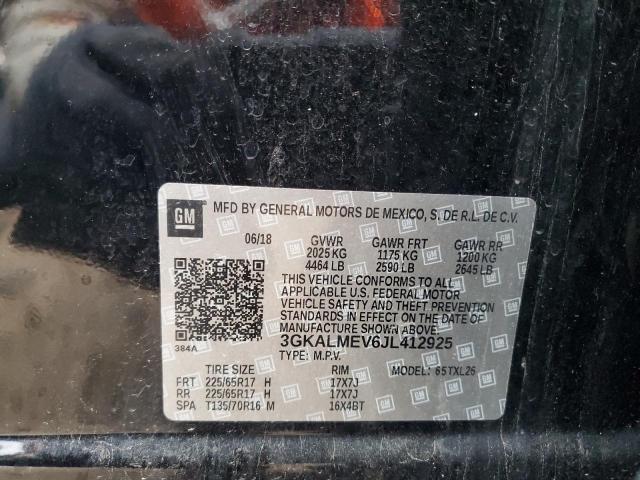 GM MFD BY GENERAL MOTORS DE MEXICO, S. DE R.L. DE C.V.
06/18 GVWR GAWR FRT GAWR RR
2025 KG 1175 KG 1200 KG
4464 LB 2590 LB 2645 LB
THIS VEHICLE CONFORMS TO ALL
APPLICABLE U.S. FEDERAL MOTOR
VEHICLE SAFETY AND THEFT PREVENTION
STANDARDS IN EFFECT ON THE DATE OF
MANUFACTURE SHOWN ABOVE.
384A 3GKALMEV6JL412925
TYPE: M.P.V. MODEL: 65TXL26
TIRE SIZE RIM
FRT 225/65R17 H 17X7J
RR 225/65R17 H 17X7J
SPA T135/70R16 M 16X4BT